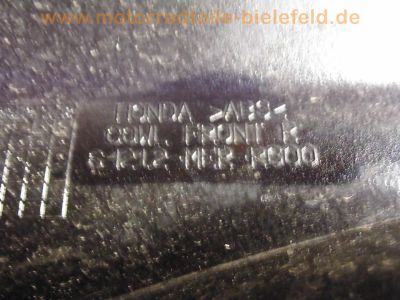 www.motorradteile-bielefeld.de
HONDA >ABS<
COWL FRONT R